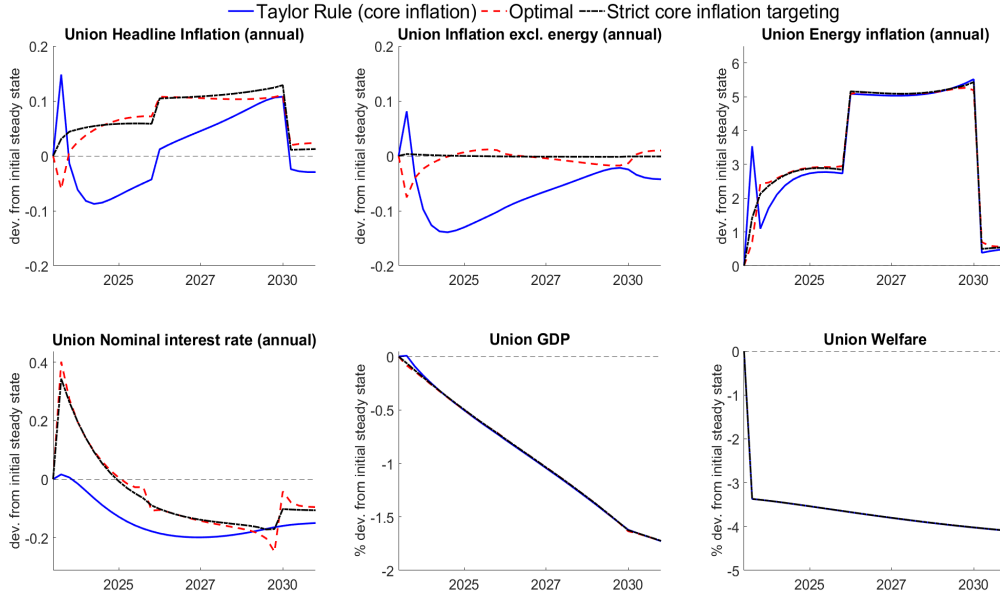 Taylor Rule (core inflation) Optimal Strict core inflation targeting
Union Headline Inflation (annual)
dev. from initial steady state
0.2
0.1
0
-0.1
-0.2
2025 2027 2030
Union Inflation excl. energy (annual)
dev. from initial steady state
0.2
0.1
0
-0.1
-0.2
2025 2027 2030
Union Energy inflation (annual)
dev. from initial steady state
6
5
4
3
2
1
0
2025 2027 2030
Union Nominal interest rate (annual)
dev. from initial steady state
0.4
0.2
0
-0.2
2025 2027 2030
Union GDP
% dev. from initial steady state
0
-0.5
-1
-1.5
-2
2025 2027 2030
Union Welfare
% dev. from initial steady state
0
-1
-2
-3
-4
-5
2025 2027 2030